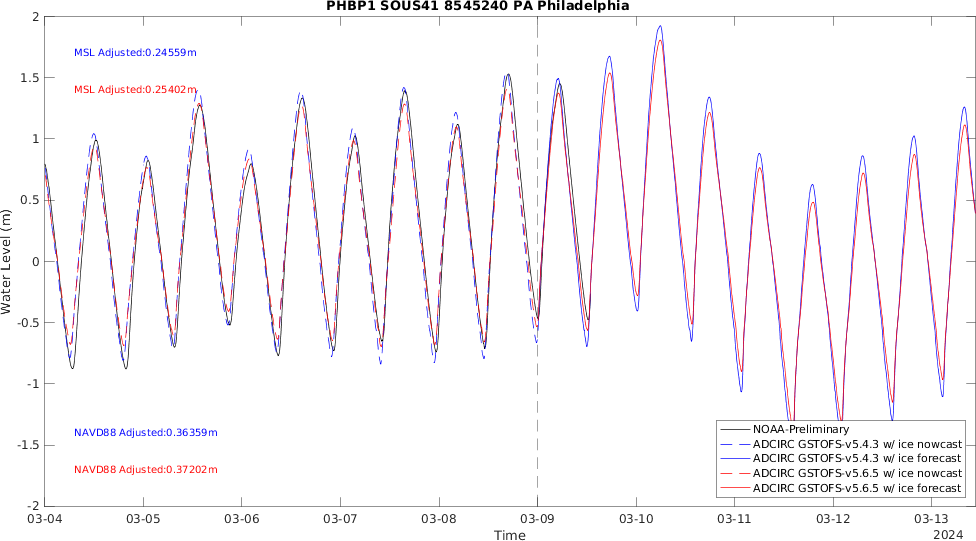 PHBP1 SOUS41 8545240 PA Philadelphia
2
1.5
1
0.5
0
-0.5
-1
-1.5
-2
Water Level (m)
MSL Adjusted:0.24559m
MSL Adjusted:0.25402m
NAVD88 Adjusted:0.36359m
NAVD88 Adjusted:0.37202m
NOAA-Preliminary
ADCIRC GSTOFS-v5.4.3 w/ ice nowcast
ADCIRC GSTOFS-v5.4.3 w/ ice forecast
ADCIRC GSTOFS-v5.6.5 w/ ice nowcast
ADCIRC GSTOFS-v5.6.5 w/ ice forecast
03-04 03-05 03-06 03-07 03-08 03-09 03-10 03-11 03-12 03-13
Time
2024